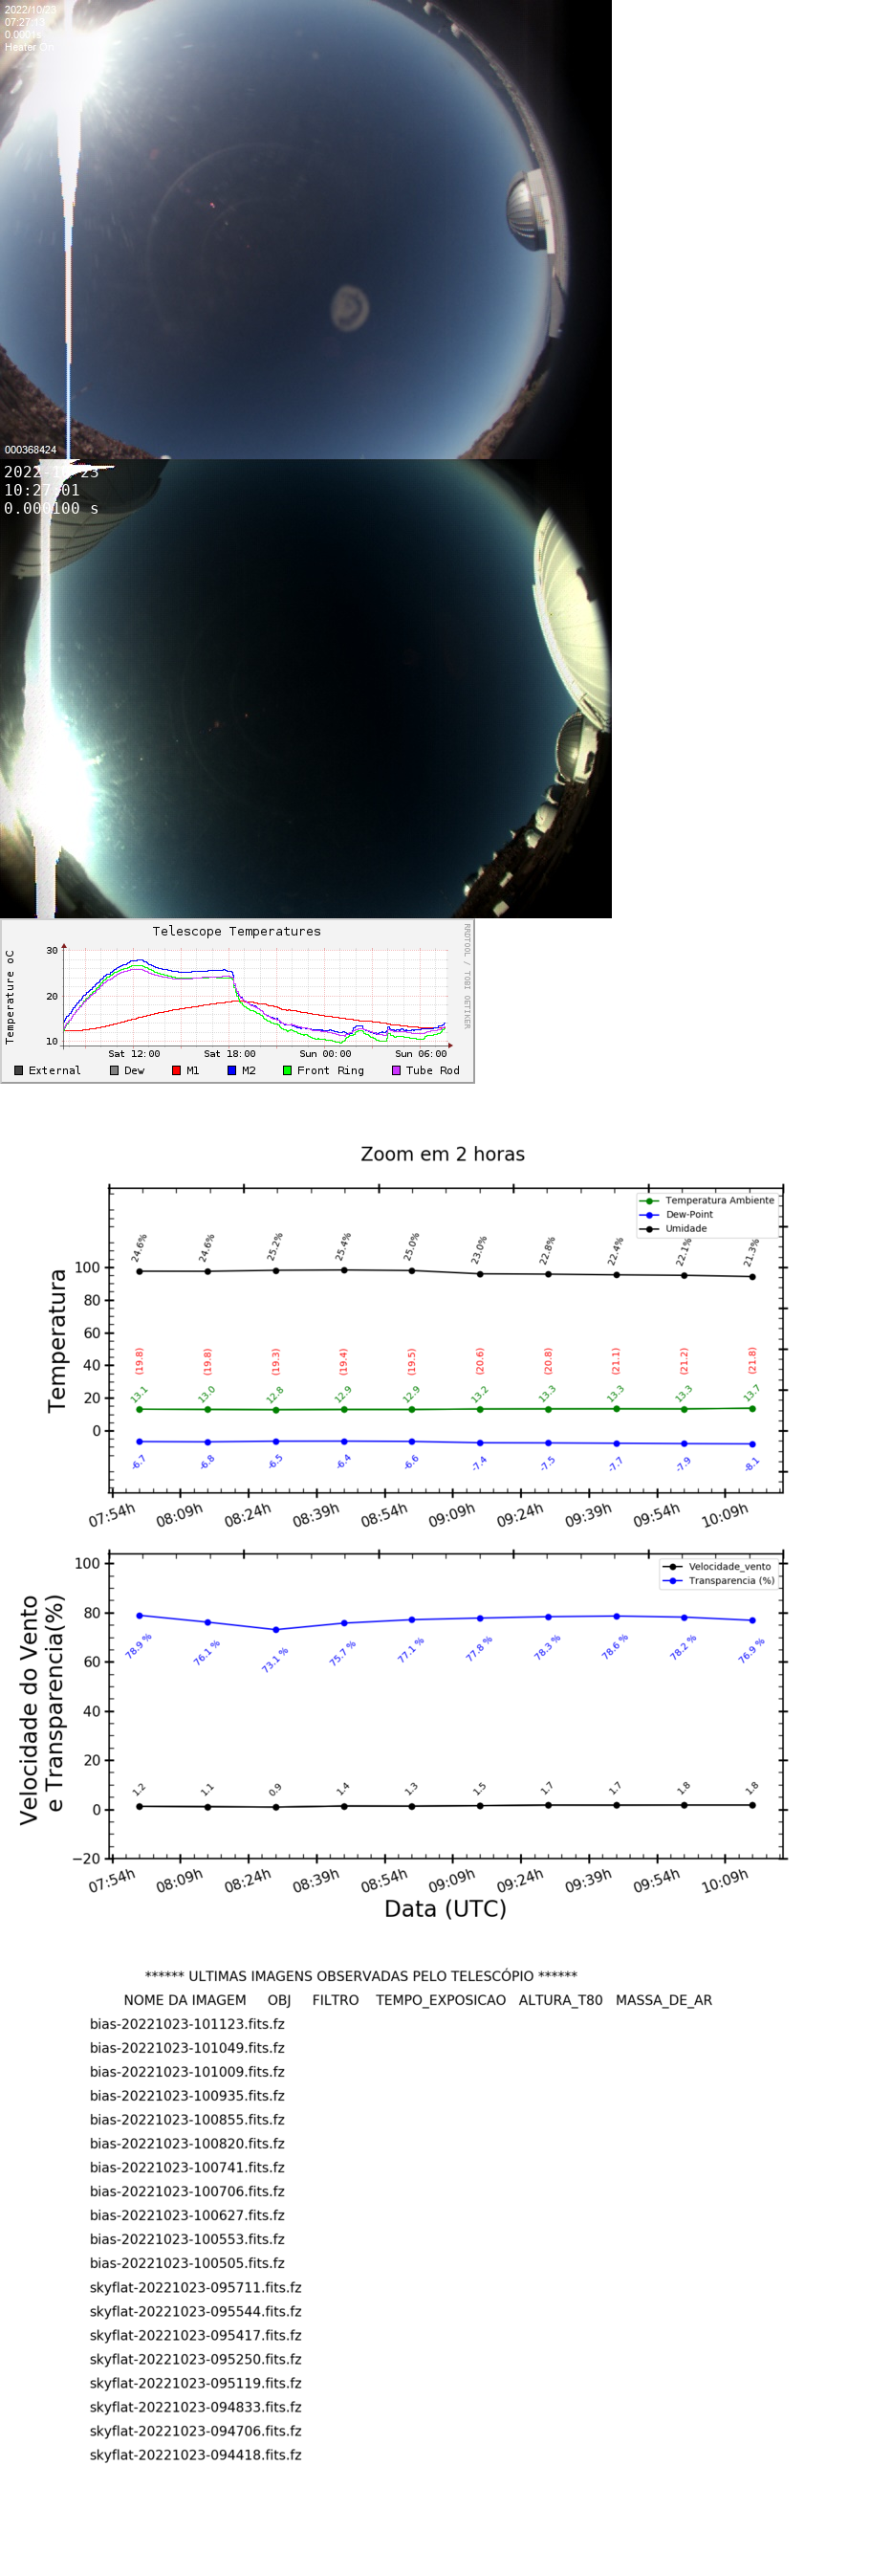 2022/10/23
07:27:13
0.0001s
Heater On
000368424
2022-10-23
10:27:01
0.000100 s
Telescope Temperatures
RRDTOOL / TOBI OETIKER
Temperature oC
30
20
10
Sat 12:00 Sat 18:00 Sun 00:00 Sun 06:00
External Dew M1 M2 Front Ring Tube Rod
Zoom em 2 horas
Temperatura Ambiente
Dew-Point
Umidade
Temperatura
100
80
60
40
20
0
24.6% 24.6% 25.2% 25.4% 25.0% 23.0% 22.8% 22.4% 22.1% 21.3%
(19.8) (19.8) (19.3) (19.4) (19.5) (20.6) (20.8) (21.1) (21.2) (21.8)
13.1 13.0 12.8 12.9 12.9 13.2 13.3 13.3 13.3 13.7
-6.7 -6.8 -6.5 -6.4 -6.6 -7.4 -7.5 -7.7 -7.9 -8.1
07:54h 08:09h 08:24h 08:39h 08:54h 09:09h 09:24h 09:39h 09:54h 10:09h
Velocidade_vento
Transparencia (%)
Velocidade do Vento
e Transparencia(%)
100
80
60
40
20
0
−20
78.9 % 76.1 % 73.1 % 75.7 % 77.1 % 77.8 % 78.3 % 78.6 % 78.2 % 76.9 %
1.2 1.1 0.9 1.4 1.3 1.5 1.7 1.7 1.8 1.8
07:54h 08:09h 08:24h 08:39h 08:54h 09:09h 09:24h 09:39h 09:54h 10:09h
Data (UTC)
****** ULTIMAS IMAGENS OBSERVADAS PELO TELESCÓPIO ******
NOME DA IMAGEM OBJ FILTRO TEMPO_EXPOSICAO ALTURA_T80 MASSA_DE_AR
bias-20221023-101123.fits.fz
bias-20221023-101049.fits.fz
bias-20221023-101009.fits.fz
bias-20221023-100935.fits.fz
bias-20221023-100855.fits.fz
bias-20221023-100820.fits.fz
bias-20221023-100741.fits.fz
bias-20221023-100706.fits.fz
bias-20221023-100627.fits.fz
bias-20221023-100553.fits.fz
bias-20221023-100505.fits.fz
skyflat-20221023-095711.fits.fz
skyflat-20221023-095544.fits.fz
skyflat-20221023-095417.fits.fz
skyflat-20221023-095250.fits.fz
skyflat-20221023-095119.fits.fz
skyflat-20221023-094833.fits.fz
skyflat-20221023-094706.fits.fz
skyflat-20221023-094418.fits.fz